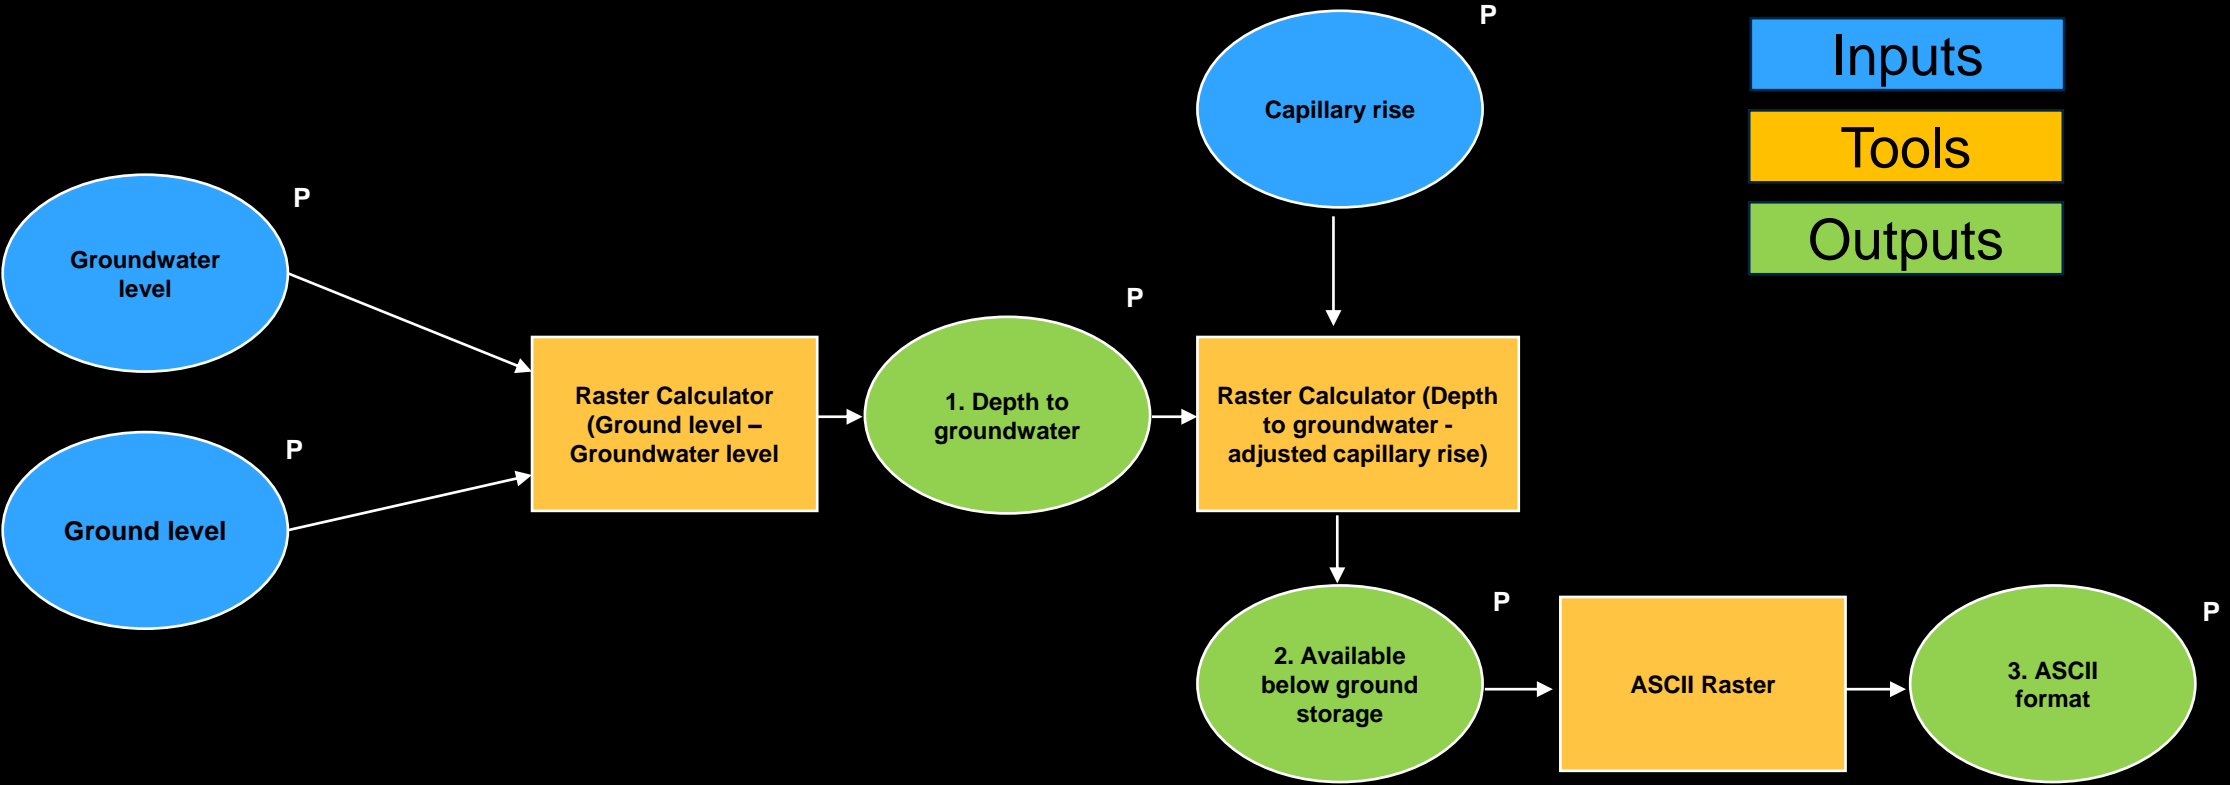 P
Capillary rise
Inputs
Tools
Outputs
P
Groundwater
level
P
Ground level
Raster Calculator
(Ground level –
Groundwater level
P
1. Depth to
groundwater
Raster Calculator (Depth
to groundwater -
adjusted capillary rise)
P
2. Available
below ground
storage
ASCII Raster
P
3. ASCII
format